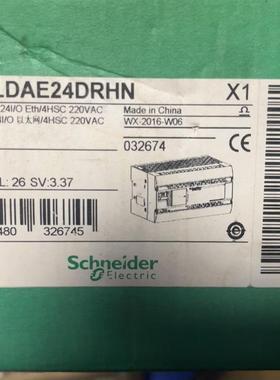 LDAE24DRHN X1
24I/O Eth/4HSC 220VAC
I/O 以太网/4HSC 220VAC
Made in China
WX-2016-W06
032674
CE
L: 26 SV:3.37
480 326745
Schneider
Electric